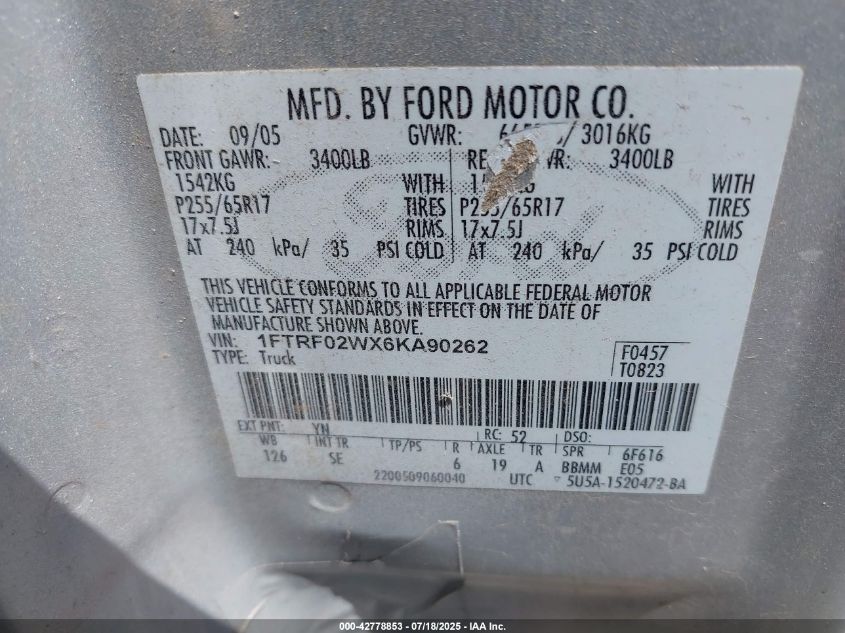 MFD. BY FORD MOTOR CO.
DATE: 09/05 GVWR: /3016KG
FRONT GAWR: 3400LB WR: 3400LB
1542KG WITH WITH
P255/65R17 TIRES P255/65R17 TIRES
17x7.5J RIMS 17x7.5J RIMS
AT 240 kPa/ 35 PSI COLD AT 240 kPa/ 35 PSI COLD
THIS VEHICLE CONFORMS TO ALL APPLICABLE FEDERAL MOTOR
VEHICLE SAFETY STANDARDS IN EFFECT ON THE DATE OF
MANUFACTURE SHOWN ABOVE.
VIN: 1FTRF02WX6KA90262 F0457
TYPE: Truck T0823
EXT PNT: YN RC: 52 DSO:
WB INT TR TP/PS R AXLE TR SPR 6F616
126 SE 6 19 A BBMM E05
2200509060040 UTC 5U5A-1520472-BA
000-42778853 / 07/18/2025 - IAA Inc.